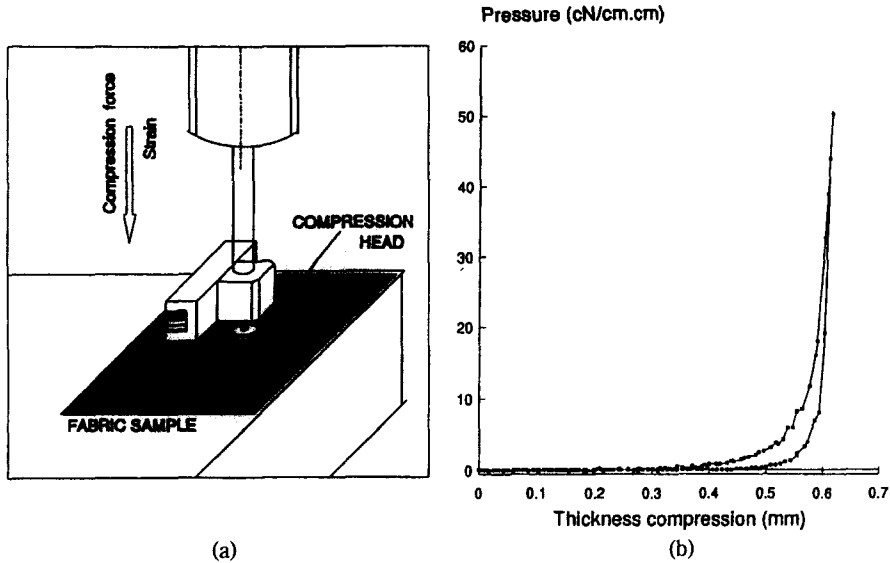 Compression force
Strain
COMPRESSION
HEAD
FABRIC SAMPLE
(a)
Pressure (cN/cm.cm)
60
50
40
30
20
10
0
0 0.1 0.2 0.3 0.4 0.5 0.6 0.7
Thickness compression (mm)
(b)